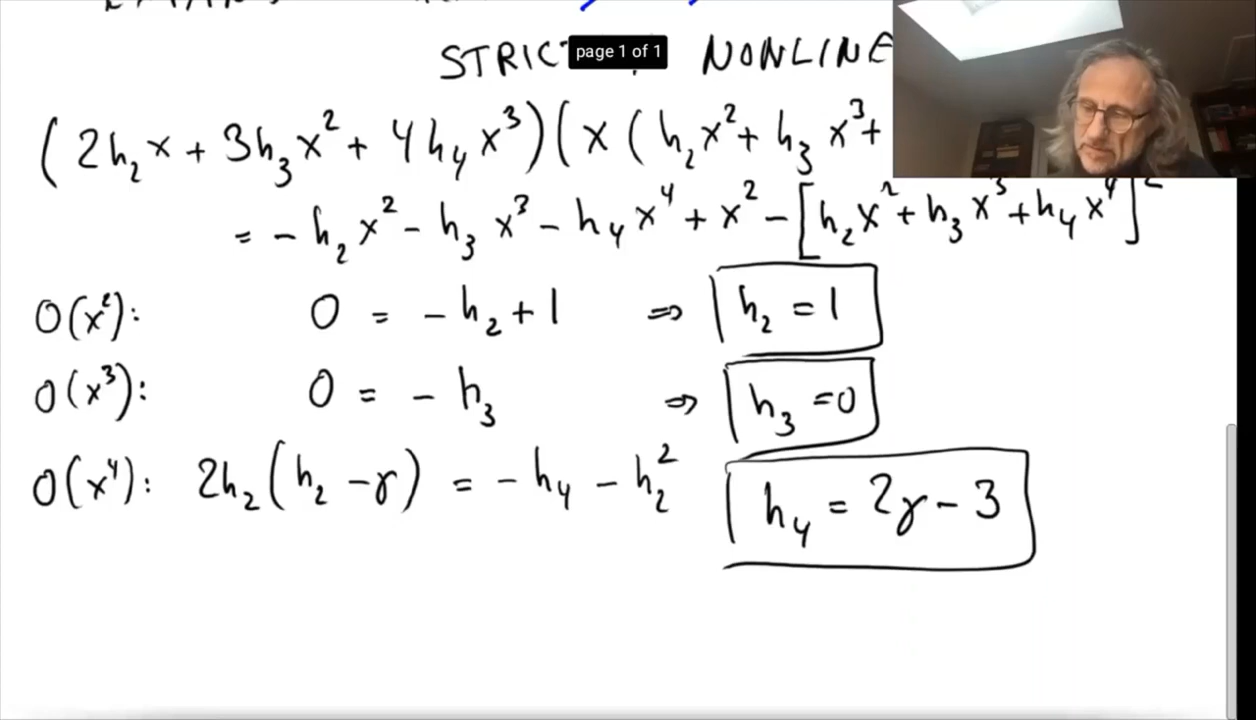 STRIC NONLINE
page 1 of 1
(2h₂x + 3h₃x² + 4h₄x³)(x(h₂x² + h₃x³+
= - h₂x² - h₃x³ - h₄x⁴ + x² - [h₂x² + h₃x³ + h₄x⁴]²
O(x²): 0 = - h₂ + 1 ⇒ h₂ = 1
O(x³): 0 = - h₃ ⇒ h₃ = 0
O(x⁴): 2h₂(h₂ - γ) = - h₄ - h₂² h₄ = 2γ - 3